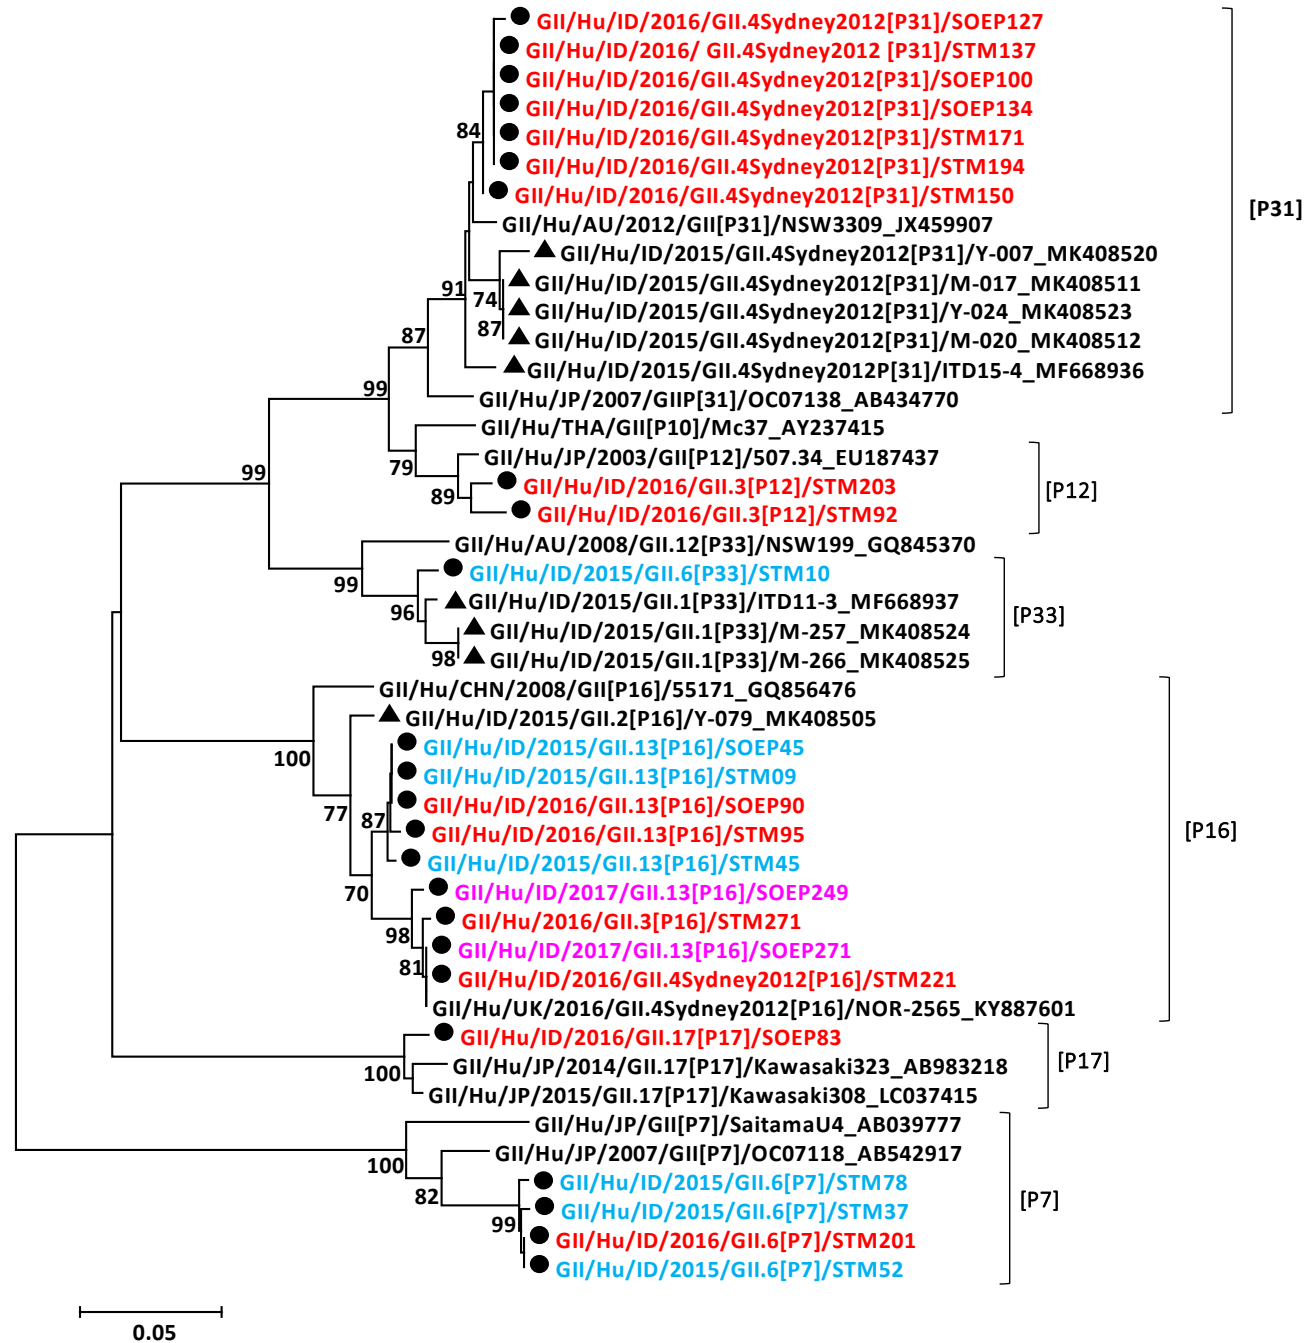 GII/Hu/ID/2016/GII.4Sydney2012[P31]/SOEP127
GII/Hu/ID/2016/ GII.4Sydney2012 [P31]/STM137
GII/Hu/ID/2016/GII.4Sydney2012[P31]/SOEP100
GII/Hu/ID/2016/GII.4Sydney2012[P31]/SOEP134
84
GII/Hu/ID/2016/GII.4Sydney2012[P31]/STM171
GII/Hu/ID/2016/GII.4Sydney2012[P31]/STM194
GII/Hu/ID/2016/GII.4Sydney2012[P31]/STM150
[P31]
GII/Hu/AU/2012/GII[P31]/NSW3309_JX459907
GII/Hu/ID/2015/GII.4Sydney2012[P31]/Y-007_MK408520
GII/Hu/ID/2015/GII.4Sydney2012[P31]/M-017_MK408511
91
74
GII/Hu/ID/2015/GII.4Sydney2012[P31]/Y-024_MK408523
87
87
GII/Hu/ID/2015/GII.4Sydney2012[P31]/M-020_MK408512
GII/Hu/ID/2015/GII.4Sydney2012P[31]/ITD15-4_MF668936
99
GII/Hu/JP/2007/GIIP[31]/OC07138_AB434770
GII/Hu/THA/GII[P10]/Mc37_AY237415
GII/Hu/JP/2003/GII[P12]/507.34_EU187437
99
79
GII/Hu/ID/2016/GII.3[P12]/STM203
[P12]
89
GII/Hu/ID/2016/GII.3[P12]/STM92
GII/Hu/AU/2008/GII.12[P33]/NSW199_GQ845370
GII/Hu/ID/2015/GII.6[P33]/STM10
99
GII/Hu/ID/2015/GII.1[P33]/ITD11-3_MF668937
96
[P33]
GII/Hu/ID/2015/GII.1[P33]/M-257_MK408524
98
GII/Hu/ID/2015/GII.1[P33]/M-266_MK408525
GII/Hu/CHN/2008/GII[P16]/55171_GQ856476
GII/Hu/ID/2015/GII.2[P16]/Y-079_MK408505
GII/Hu/ID/2015/GII.13[P16]/SOEP45
100
GII/Hu/ID/2015/GII.13[P16]/STM09
GII/Hu/ID/2016/GII.13[P16]/SOEP90
77
87
GII/Hu/ID/2016/GII.13[P16]/STM95
[P16]
GII/Hu/ID/2015/GII.13[P16]/STM45
70
GII/Hu/ID/2017/GII.13[P16]/SOEP249
GII/Hu/2016/GII.3[P16]/STM271
98
GII/Hu/ID/2017/GII.13[P16]/SOEP271
81
GII/Hu/ID/2016/GII.4Sydney2012[P16]/STM221
GII/Hu/UK/2016/GII.4Sydney2012[P16]/NOR-2565_KY887601
GII/Hu/ID/2016/GII.17[P17]/SOEP83
GII/Hu/JP/2014/GII.17[P17]/Kawasaki323_AB983218
[P17]
100
GII/Hu/JP/2015/GII.17[P17]/Kawasaki308_LC037415
GII/Hu/JP/GII[P7]/SaitamaU4_AB039777
GII/Hu/JP/2007/GII[P7]/OC07118_AB542917
100
GII/Hu/ID/2015/GII.6[P7]/STM78
82
[P7]
GII/Hu/ID/2015/GII.6[P7]/STM37
99
GII/Hu/ID/2016/GII.6[P7]/STM201
GII/Hu/ID/2015/GII.6[P7]/STM52
0.05